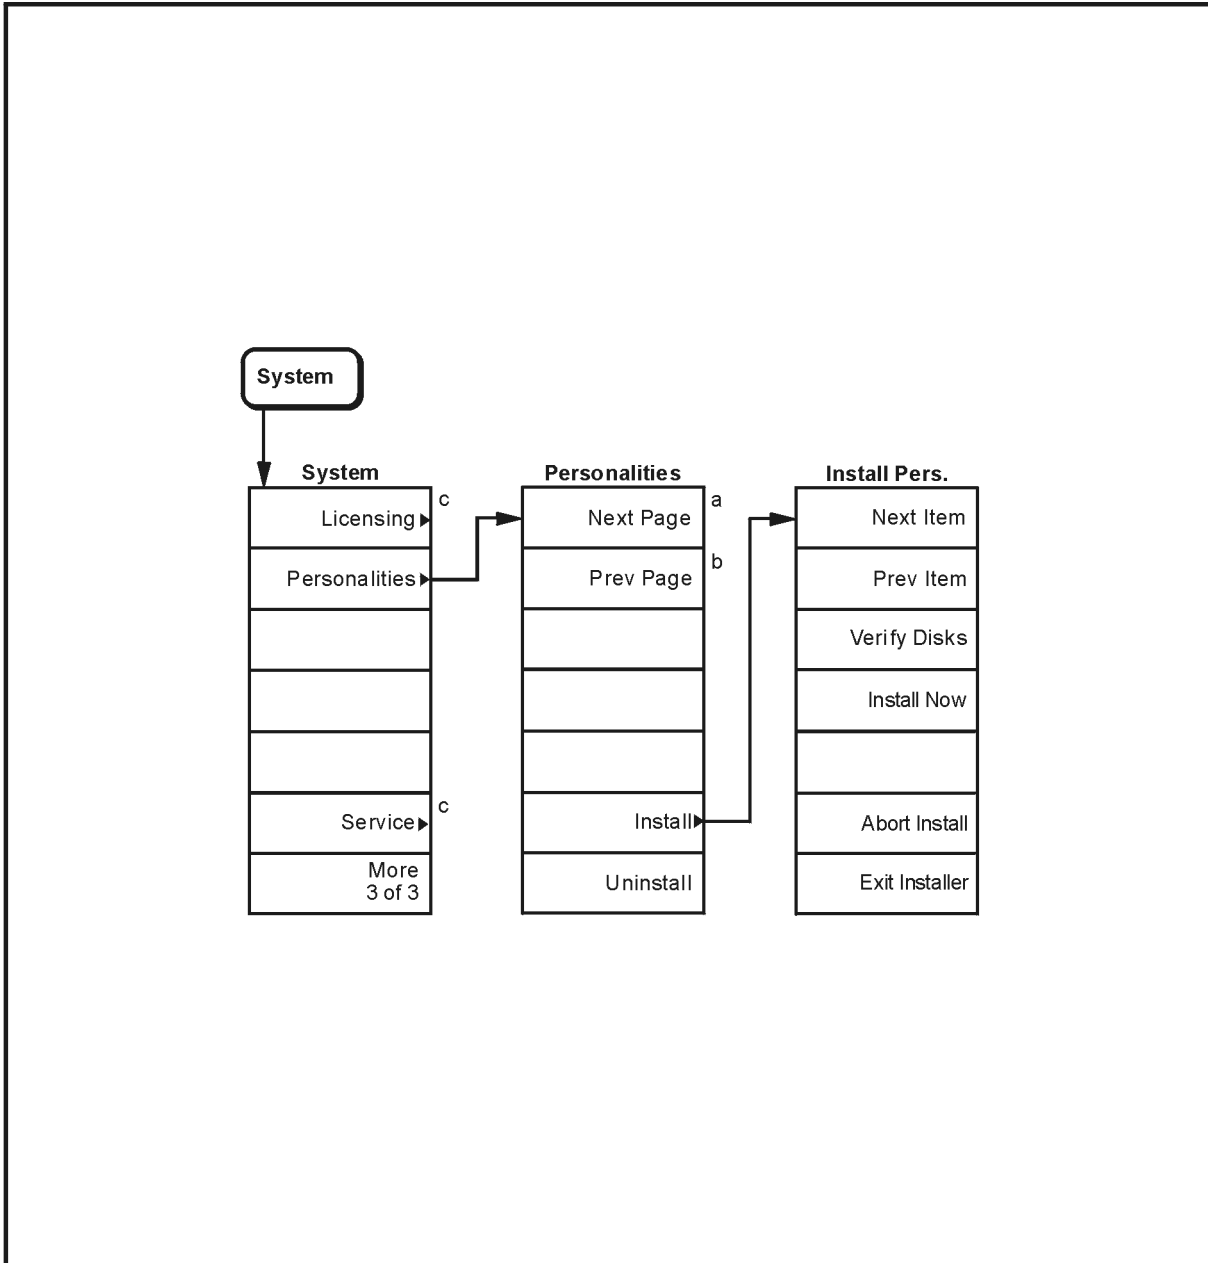 System
System
Licensing
c
Personalities
Service
c
More
3 of 3
Personalities
Next Page
a
Prev Page
b
Install
Uninstall
Install Pers.
Next Item
Prev Item
Verify Disks
Install Now
Abort Install
Exit Installer